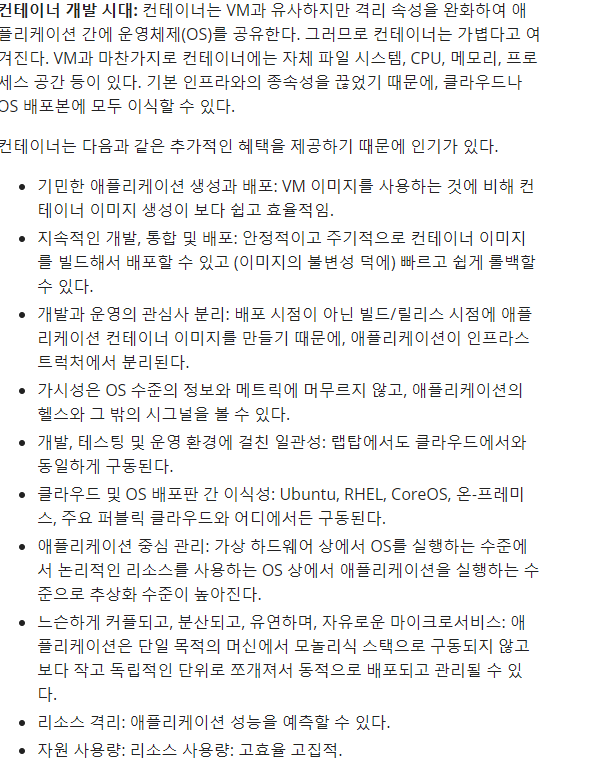 컨테이너 개발 시대: 컨테이너는 VM과 유사하지만 격리 속성을 완화하여 애
플리케이션 간에 운영체제(OS)를 공유한다. 그러므로 컨테이너는 가볍다고 여
겨진다. VM과 마찬가지로 컨테이너에는 자체 파일 시스템, CPU, 메모리, 프로
세스 공간 등이 있다. 기본 인프라와의 종속성을 끊었기 때문에, 클라우드나
OS 배포본에 모두 이식할 수 있다.
컨테이너는 다음과 같은 추가적인 혜택을 제공하기 때문에 인기가 있다.
• 기민한 애플리케이션 생성과 배포: VM 이미지를 사용하는 것에 비해 컨
테이너 이미지 생성이 보다 쉽고 효율적임.
• 지속적인 개발, 통합 및 배포: 안정적이고 주기적으로 컨테이너 이미지
를 빌드해서 배포할 수 있고 (이미지의 불변성 덕에) 빠르고 쉽게 롤백할
수 있다.
• 개발과 운영의 관심사 분리: 배포 시점이 아닌 빌드/릴리스 시점에 애플
리케이션 컨테이너 이미지를 만들기 때문에, 애플리케이션이 인프라스
트럭처에서 분리된다.
• 가시성은 OS 수준의 정보와 메트릭에 머무르지 않고, 애플리케이션의
헬스와 그 밖의 시그널을 볼 수 있다.
• 개발, 테스팅 및 운영 환경에 걸친 일관성: 랩탑에서도 클라우드에서와
동일하게 구동된다.
• 클라우드 및 OS 배포판 간 이식성: Ubuntu, RHEL, CoreOS, 온-프레미
스, 주요 퍼블릭 클라우드와 어디에서든 구동된다.
• 애플리케이션 중심 관리: 가상 하드웨어 상에서 OS를 실행하는 수준에
서 논리적인 리소스를 사용하는 OS 상에서 애플리케이션을 실행하는 수
준으로 추상화 수준이 높아진다.
• 느슨하게 커플되고, 분산되고, 유연하며, 자유로운 마이크로서비스: 애
플리케이션은 단일 목적의 머신에서 모놀리식 스택으로 구동되지 않고
보다 작고 독립적인 단위로 쪼개져서 동적으로 배포되고 관리될 수 있
다.
• 리소스 격리: 애플리케이션 성능을 예측할 수 있다.
• 자원 사용량: 리소스 사용량: 고효율 고집적.